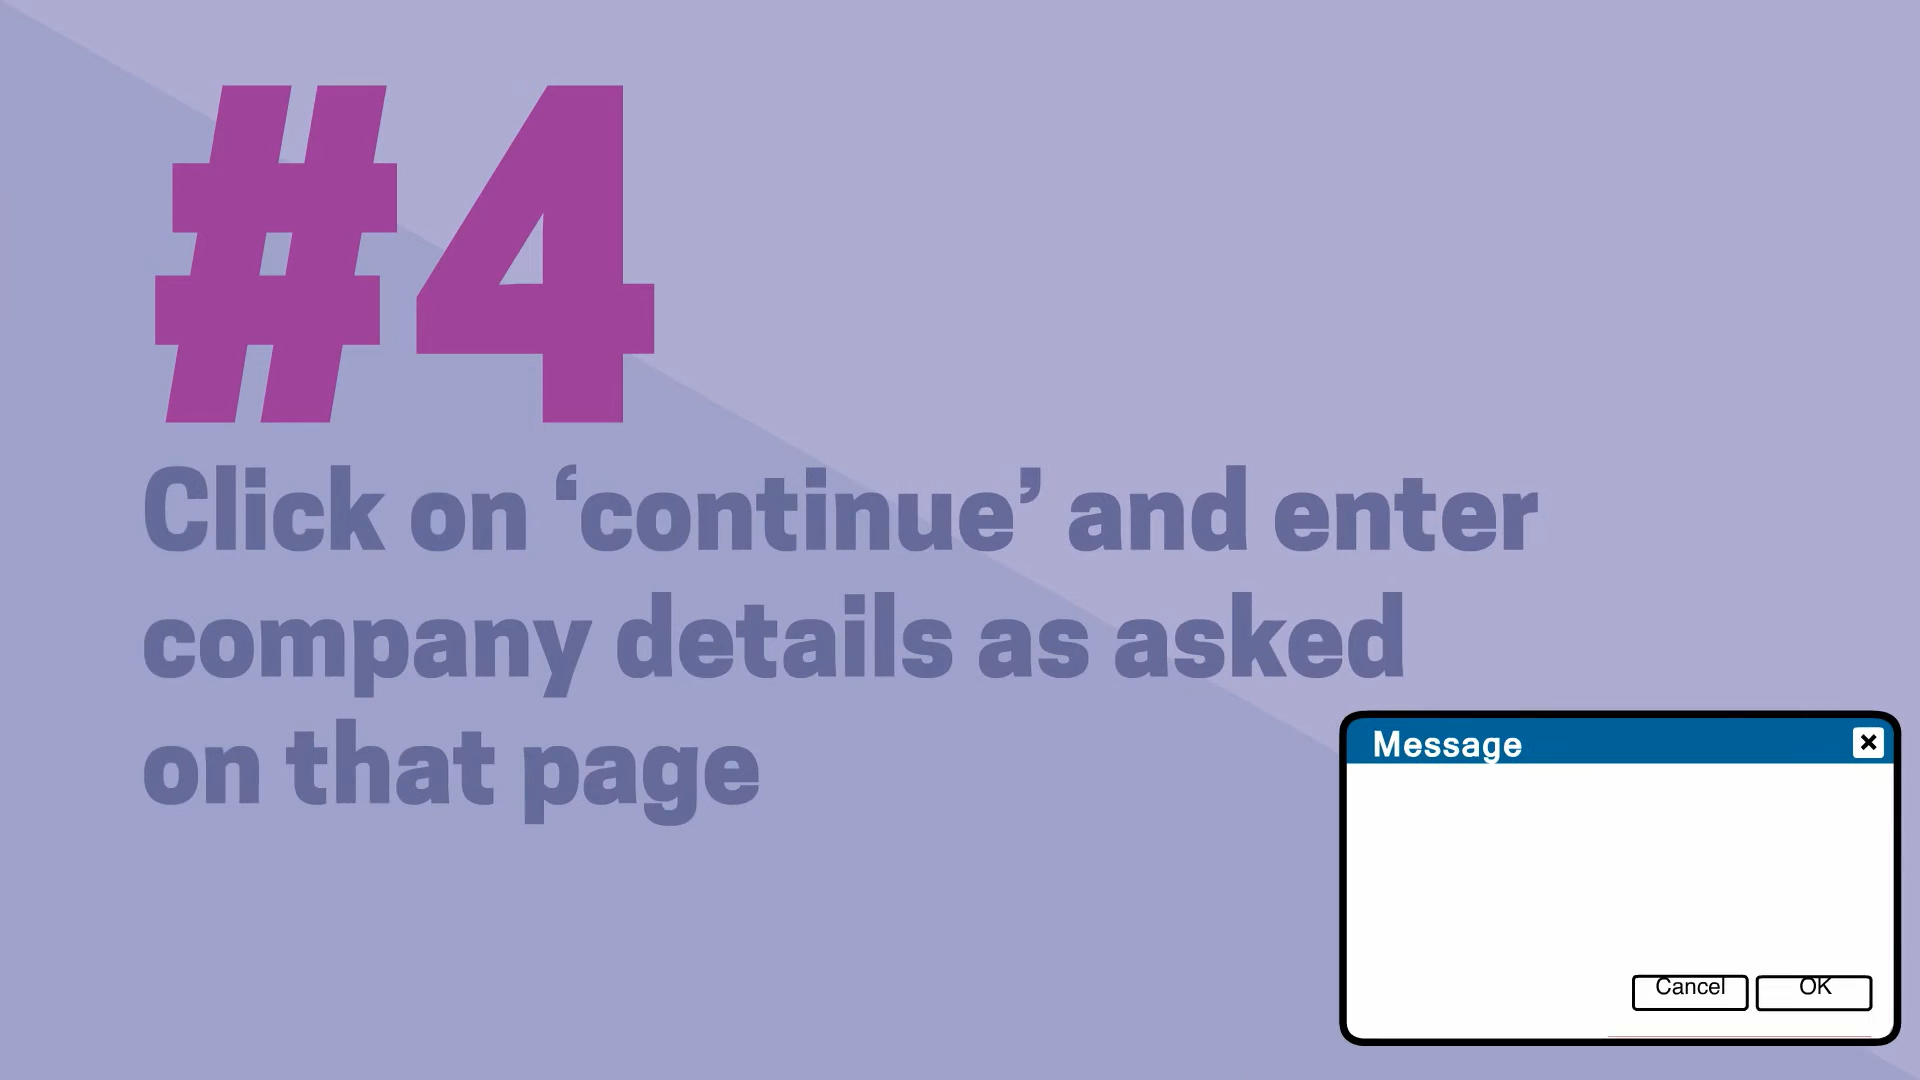 #4
Click on ‘continue’ and enter
company details as asked
on that page
Message
Cancel OK